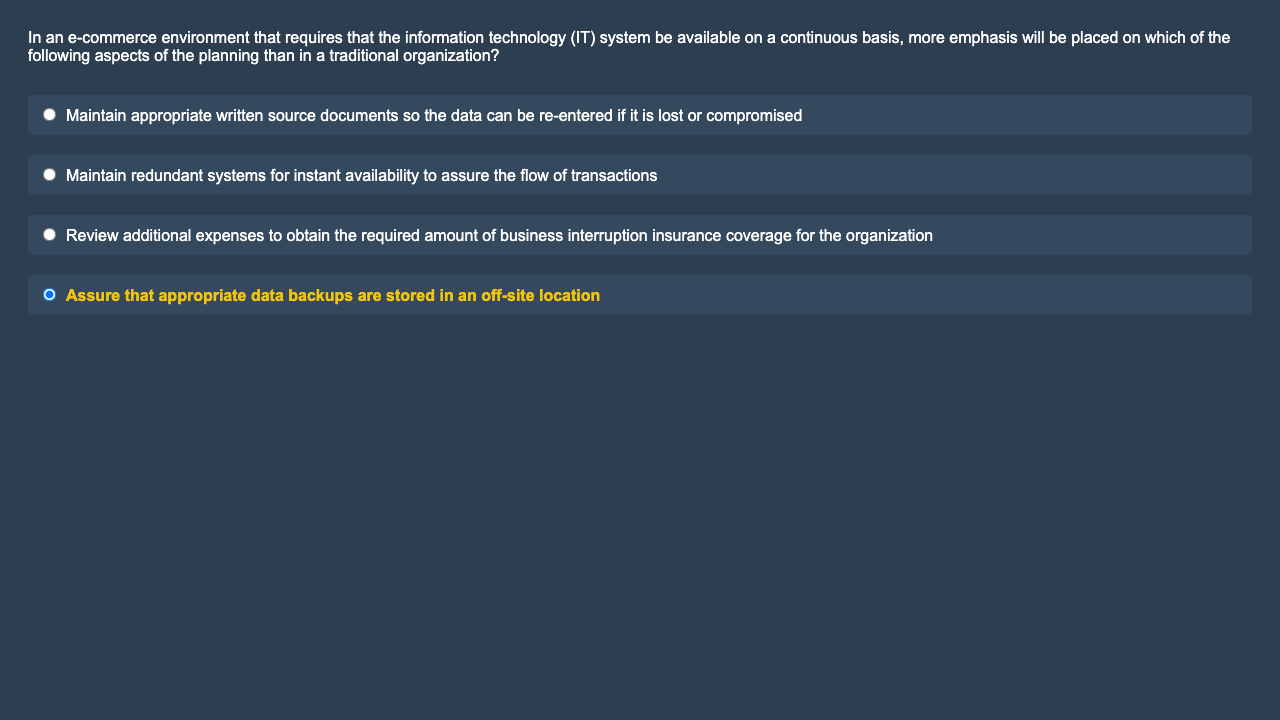 In an e-commerce environment that requires that the information technology (IT) system be available on a continuous basis, more emphasis will be placed on which of the
following aspects of the planning than in a traditional organization?
Maintain appropriate written source documents so the data can be re-entered if it is lost or compromised
Maintain redundant systems for instant availability to assure the flow of transactions
Review additional expenses to obtain the required amount of business interruption insurance coverage for the organization
Assure that appropriate data backups are stored in an off-site location